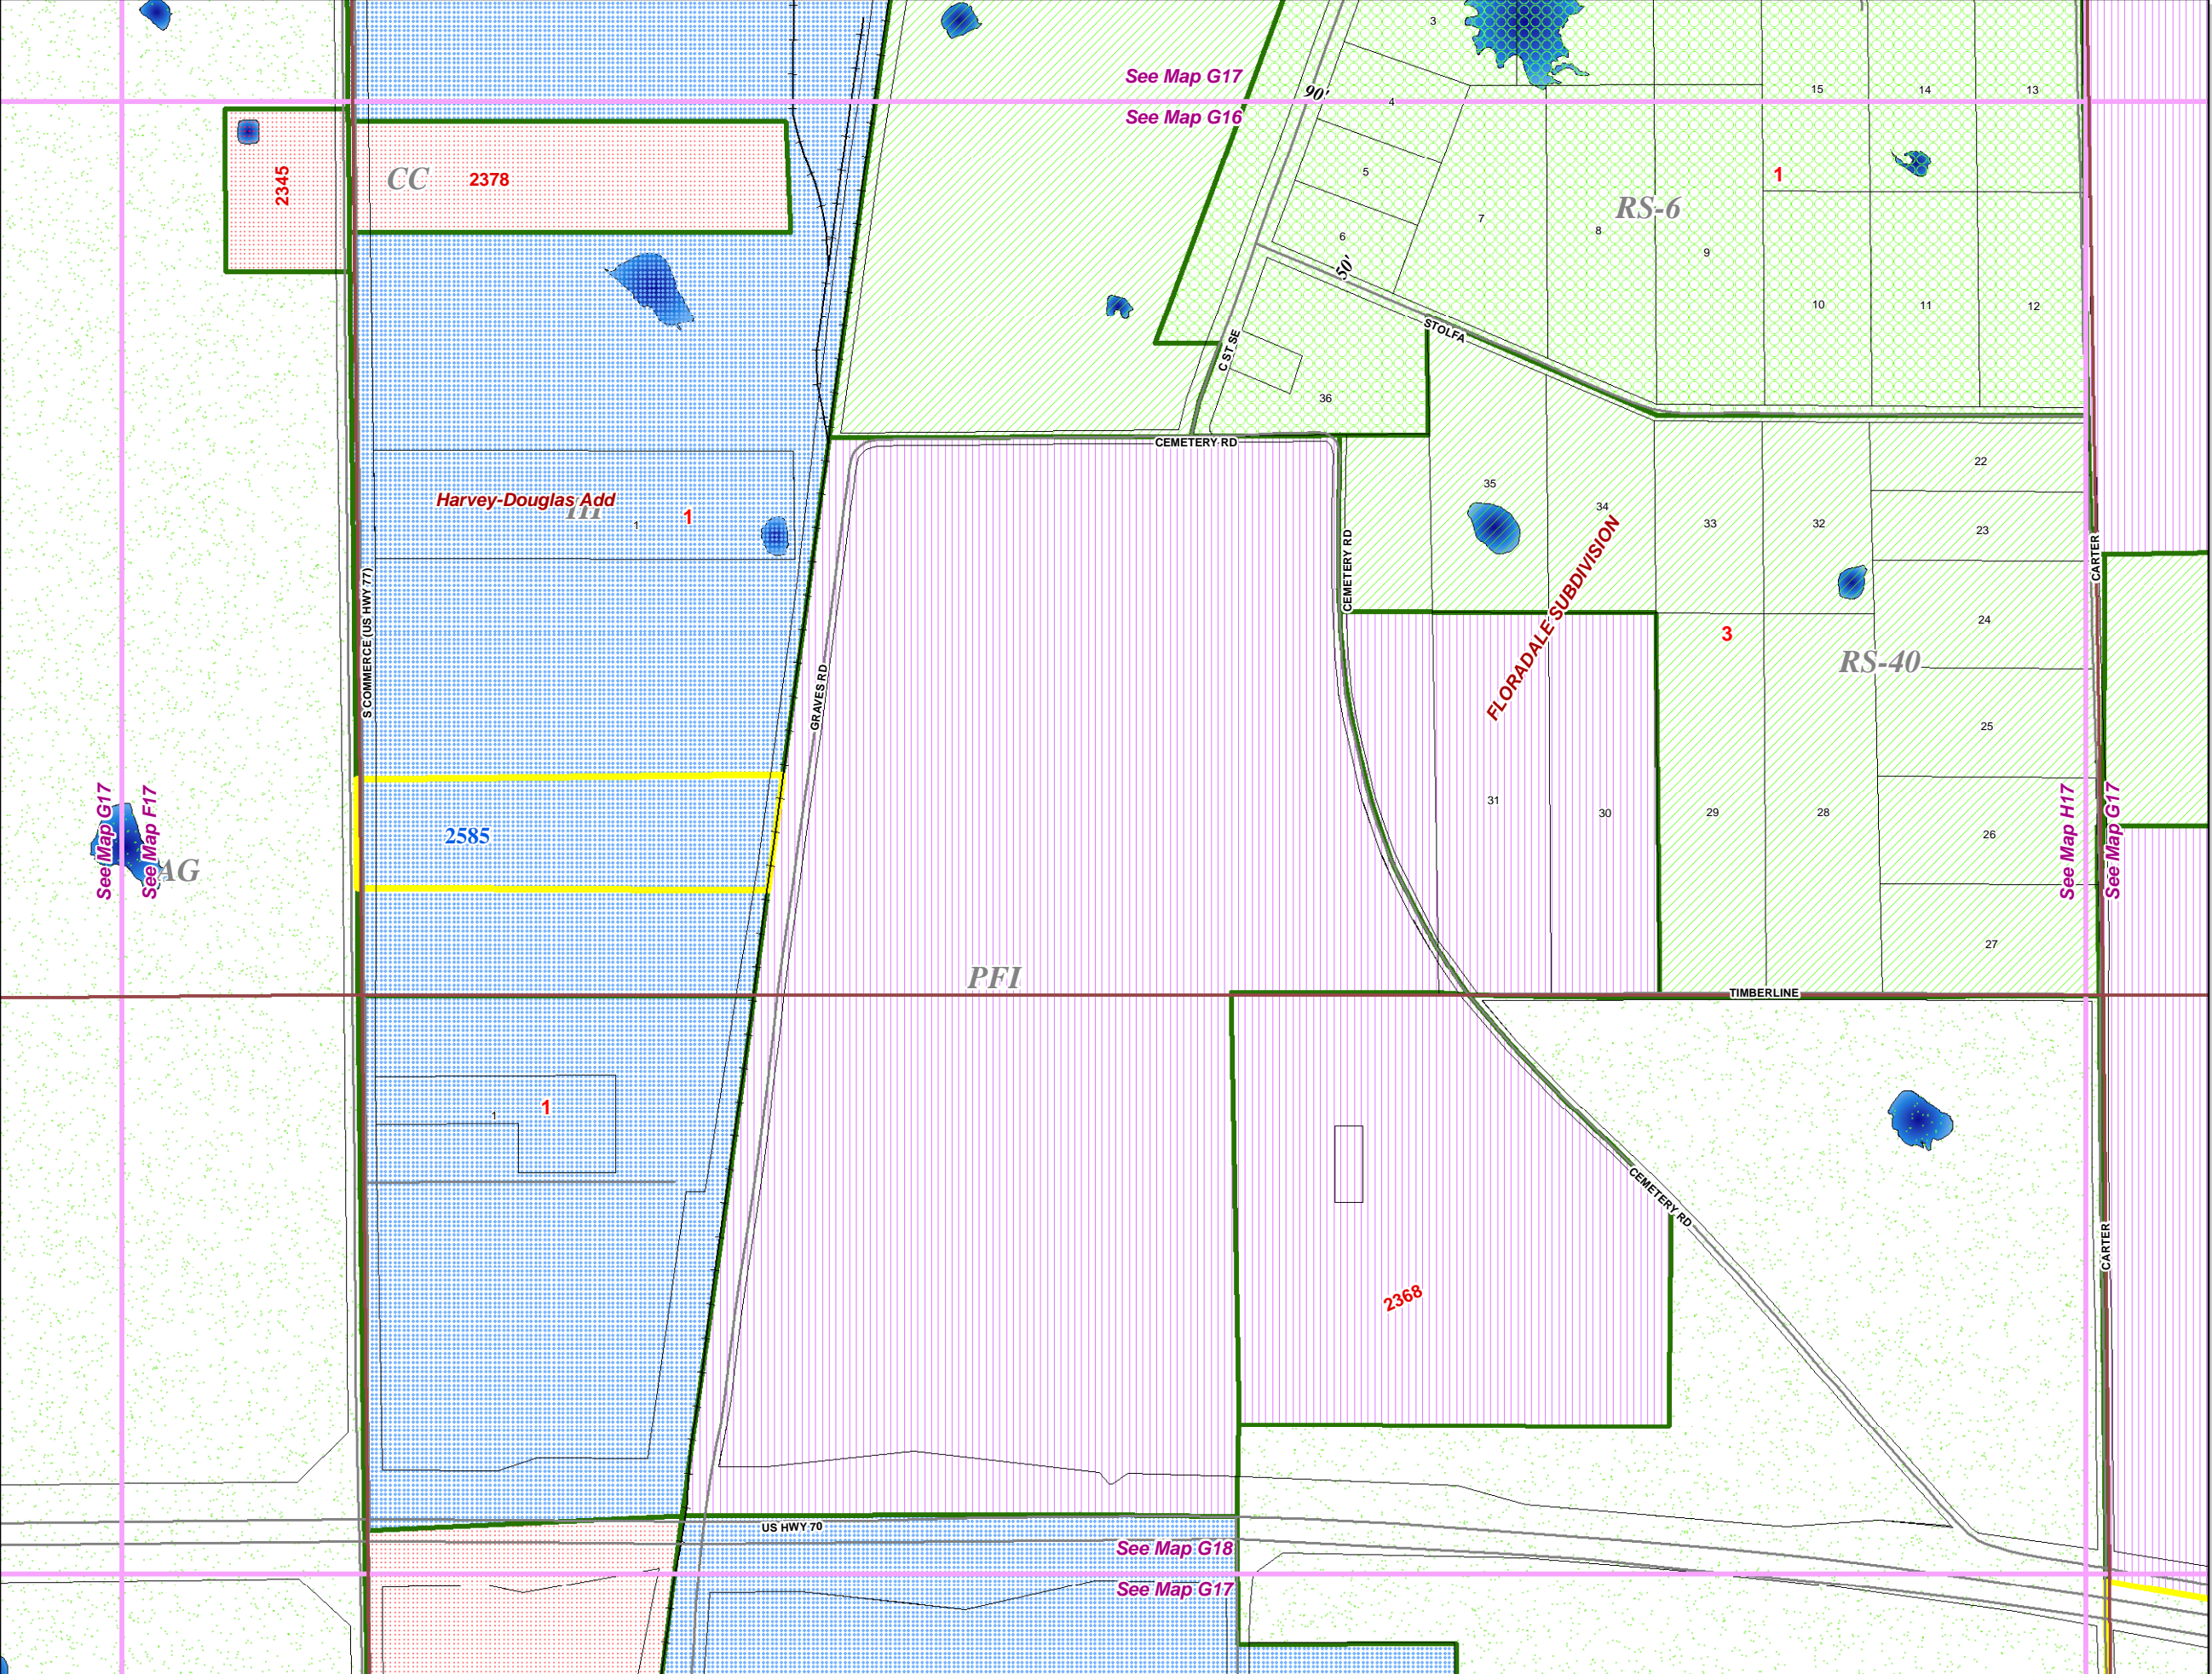 3
See Map G17
90'
4
15
14
13
See Map G16
2345
CC
2378
5
1
RS-6
7
8
6
50'
9
10
11
12
STOLFA
C ST SE
36
CEMETERY RD
22
Harvey-Douglas Add
1
1
35
34
33
32
23
CEMETERY RD
CARTER
S COMMERCE (US HWY 77)
FLORADALE SUBDIVISION
3
24
RS-40
GRAVES RD
25
See Map G17
See Map F17
2585
31
30
29
28
26
See Map H17
See Map G17
AG
27
PFI
TIMBERLINE
1
1
CEMETERY RD
CARTER
2368
US HWY 70
See Map G18
See Map G17